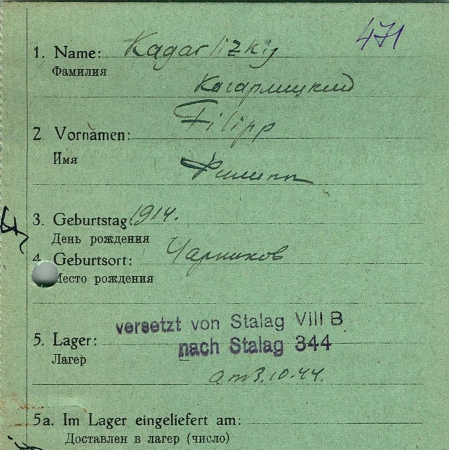 471
1. Name: Kagarlizkij
Фамилия
Кагарлицкий
Filipp
2. Vornamen:
Имя
Филипп
3. Geburtstag: 1914.
День рождения
4. Geburtsort: Чарников
Место рождения
versetzt von Stalag VIII B
5. Lager: nach Stalag 344
Лагерь
am 3.10.44.
5a. Im Lager eingeliefert am:
Доставлен в лагерь (число)